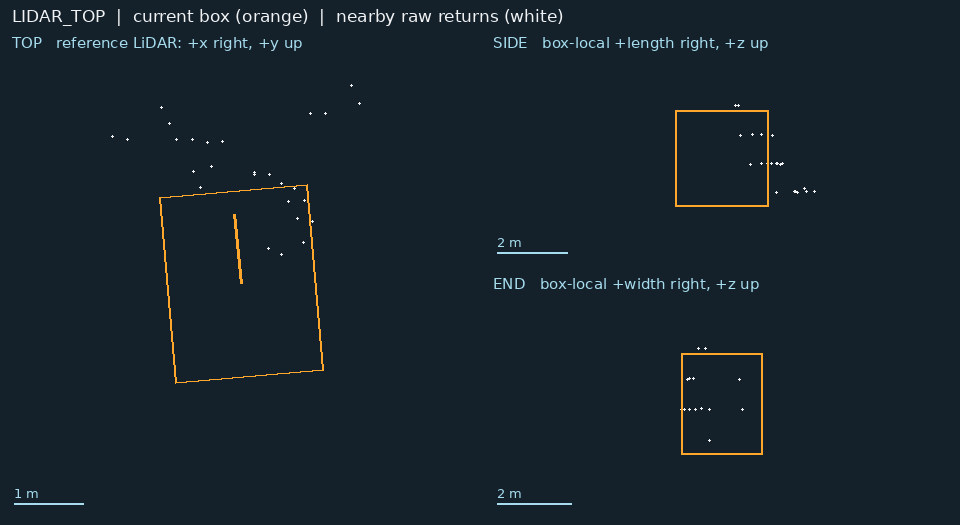 LIDAR_TOP | current box (orange) | nearby raw returns (white)
TOP reference LiDAR: +x right, +y up
SIDE box-local +length right, +z up
2 m
END box-local +width right, +z up
1 m
2 m